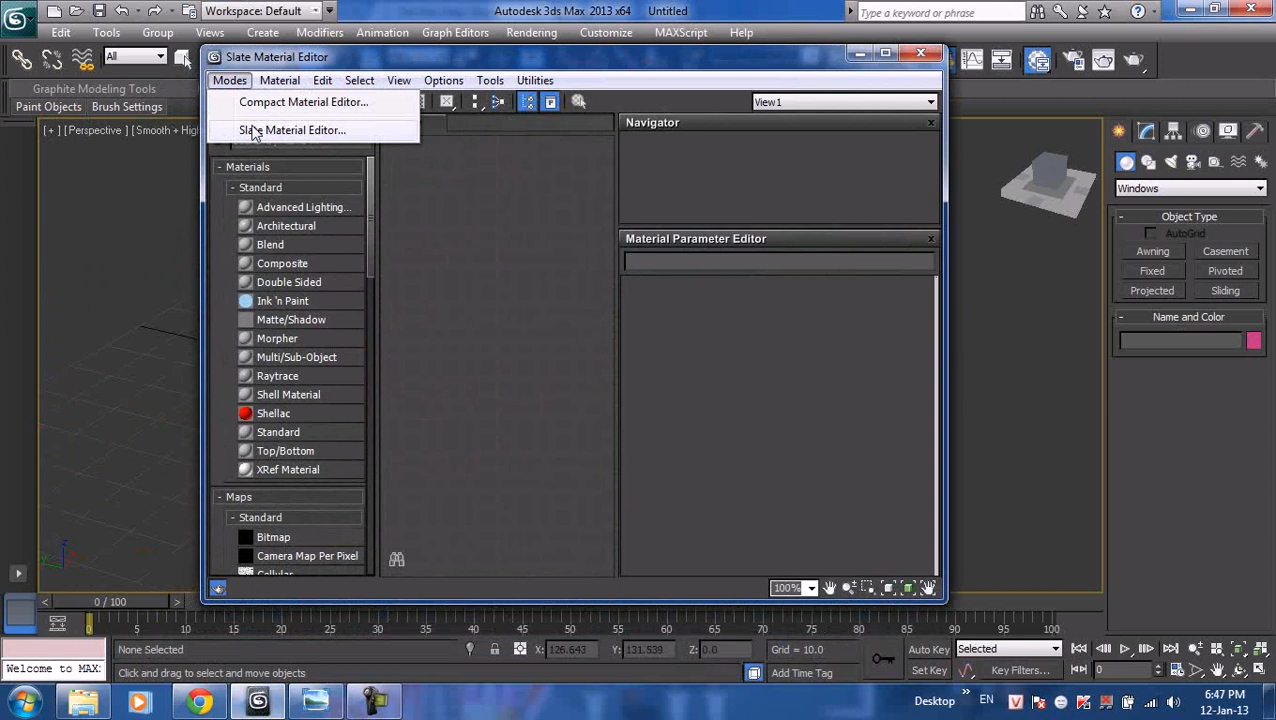 Workspace: Default
Autodesk 3ds Max 2013 x64
Untitled
Type a keyword or phrase
Edit Tools Group Views Create Modifiers Animation Graph Editors Rendering Customize MAXScript Help
All
Graphite Modeling Tools
Paint Objects Brush Settings
[ + ] [ Perspective ] [ Smooth + High
Slate Material Editor
Modes Material Edit Select View Options Tools Utilities
Compact Material Editor...
Slate Material Editor...
View1
Navigator
Material Parameter Editor
- Materials
- Standard
Advanced Lighting...
Architectural
Blend
Composite
Double Sided
Ink 'n Paint
Matte/Shadow
Morpher
Multi/Sub-Object
Raytrace
Shell Material
Shellac
Standard
Top/Bottom
XRef Material
- Maps
- Standard
Bitmap
Camera Map Per Pixel
Cellular
100%
Windows
- Object Type
AutoGrid
Awning Casement
Fixed Pivoted
Projected Sliding
- Name and Color
z
y
x
< 0 / 100 >
0 5 10 15 20 25 30 35 40 45 50 55 60 65 70 75 80 85 90 95 100
None Selected
X: 126.643 Y: 131.539 Z: 0.0
Grid = 10.0
Auto Key Selected
Welcome to MAX
Click and drag to select and move objects
Add Time Tag
Set Key Key Filters... 0
Desktop » EN
6:47 PM
12-Jan-13